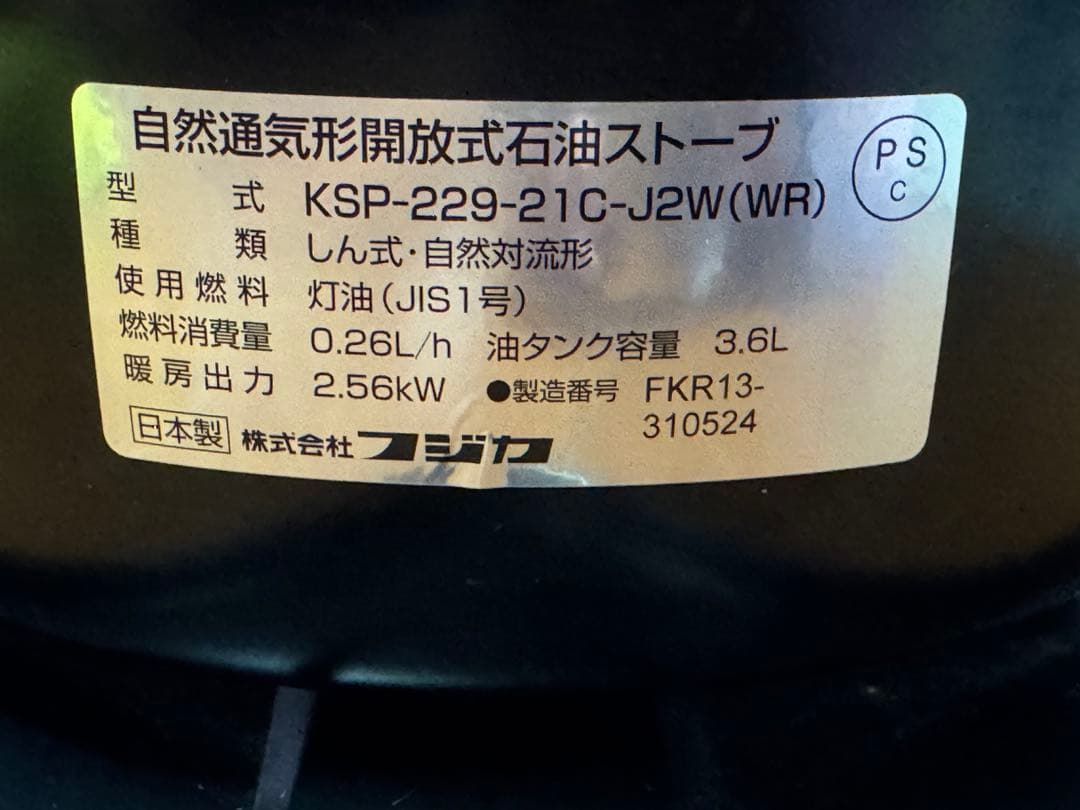 自然通気形開放式石油ストーブ
PS
C
型式 KSP-229-21C-J2W(WR)
種類 しん式・自然対流形
使用燃料 灯油(JIS1号)
燃料消費量 0.26L/h 油タンク容量 3.6L
暖房出力 2.56kW ●製造番号 FKR13-
310524
日本製 株式会社フジカ